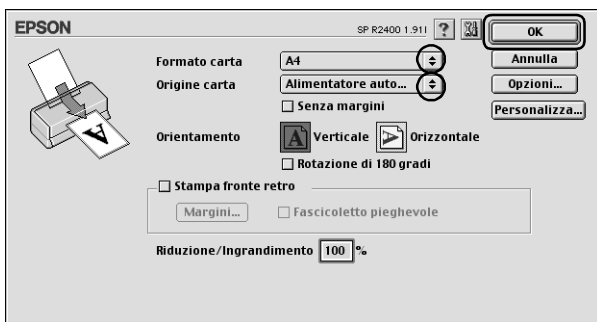 EPSON SP R2400 1.911 ? OK
Formato carta A4 Annulla
Origine carta Alimentatore auto... Opzioni...
Senza margini Personalizza...
Orientamento A Verticale A Orizzontale
Rotazione di 180 gradi
Stampa fronte retro
Margini... Fascicoletto pieghevole
Riduzione/Ingrandimento 100 %
A